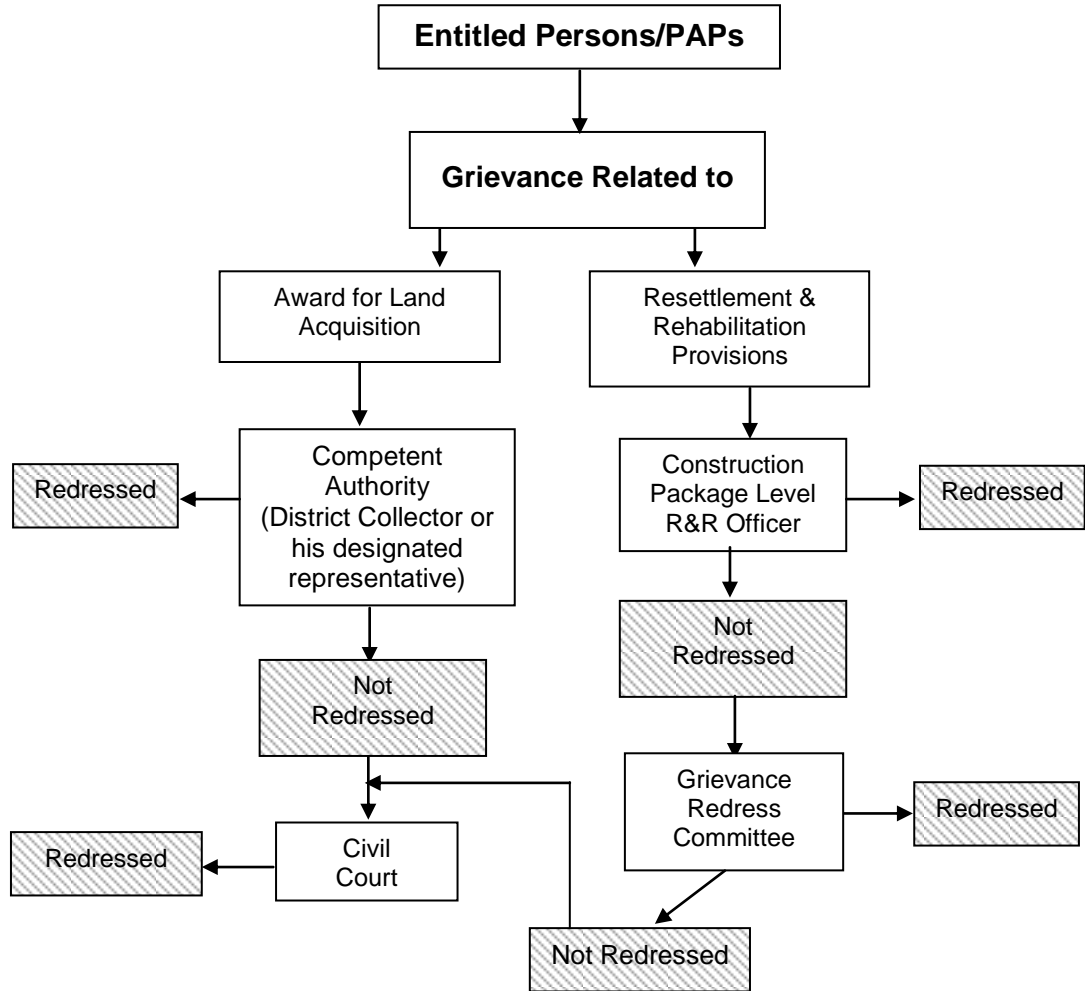 Entitled Persons/PAPs
Grievance Related to
Award for Land
Acquisition
Resettlement &
Rehabilitation
Provisions
Redressed
Competent
Authority
(District Collector or
his designated
representative)
Construction
Package Level
R&R Officer
Redressed
Not
Redressed
Not
Redressed
Grievance
Redress
Committee
Redressed
Redressed
Civil
Court
Not Redressed